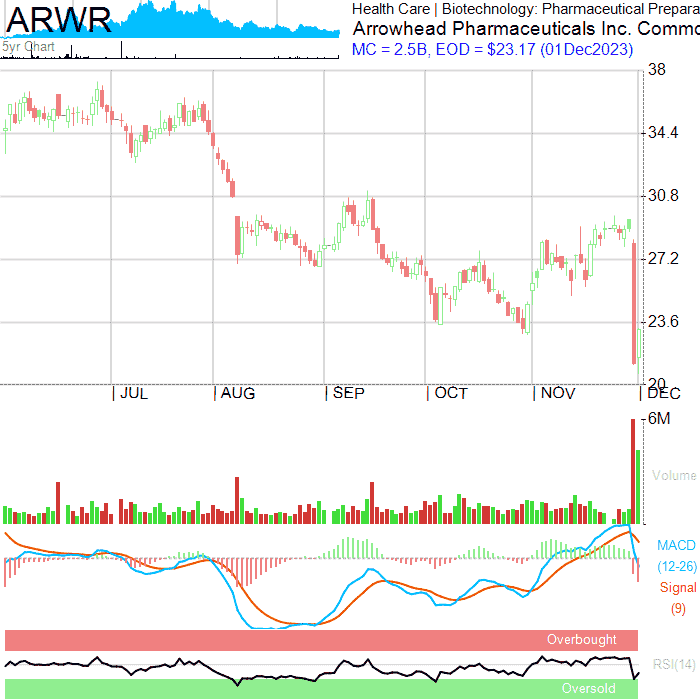 ARWR
5yr Chart
Health Care | Biotechnology: Pharmaceutical Prepara
Arrowhead Pharmaceuticals Inc. Commo
MC = 2.5B, EOD = $23.17 (01Dec2023)
38
34.4
30.8
27.2
23.6
20
JUL
AUG
SEP
OCT
NOV
DEC
6M
Volume
MACD
(12-26)
Signal
(9)
Overbought
RSI(14)
Oversold